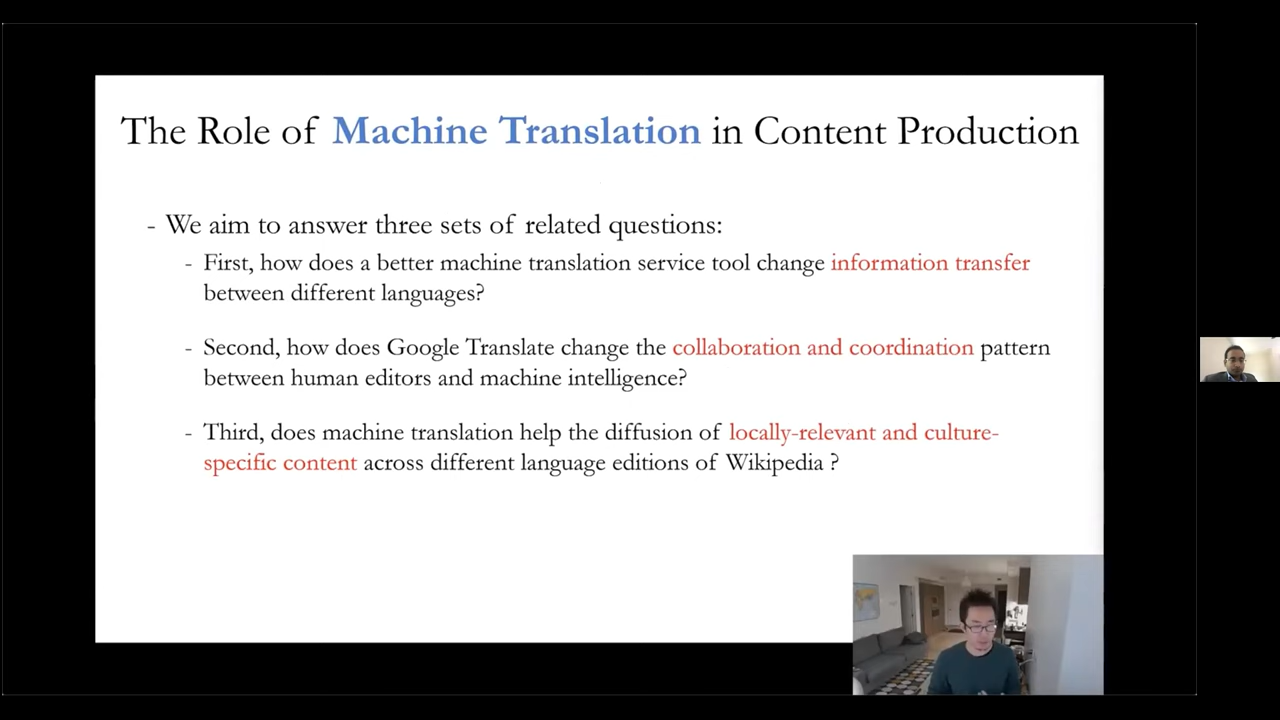 The Role of Machine Translation in Content Production
- We aim to answer three sets of related questions:
- First, how does a better machine translation service tool change information transfer
between different languages?
- Second, how does Google Translate change the collaboration and coordination pattern
between human editors and machine intelligence?
- Third, does machine translation help the diffusion of locally-relevant and culture-
specific content across different language editions of Wikipedia ?